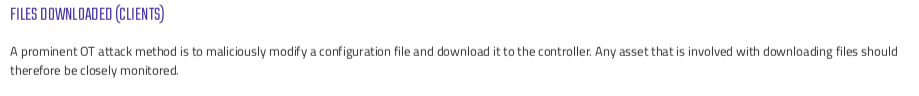 FILES DOWNLOADED (CLIENTS)
A prominent OT attack method is to maliciously modify a configuration file and download it to the controller. Any asset that is involved with downloading files should
therefore be closely monitored.